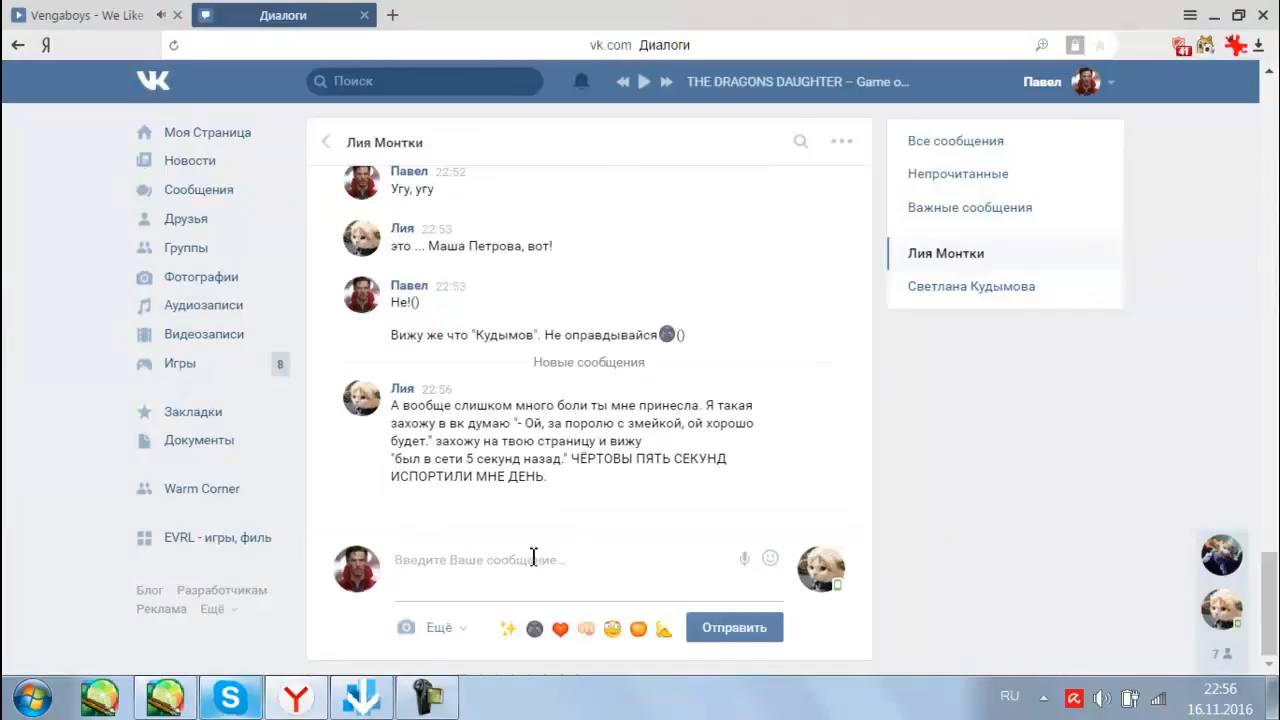 Vengaboys - We Like
Диалоги
Я
vk.com Диалоги
41
Поиск
THE DRAGONS DAUGHTER – Game o...
Павел
Моя Страница
Новости
Сообщения
Друзья
Группы
Фотографии
Аудиозаписи
Видеозаписи
Игры
8
Закладки
Документы
Warm Corner
EVRL - игры, филь
Блог Разработчикам
Реклама Ещё
Лия Монтки
Павел 22:52
Угу, угу
Лия 22:53
это ... Маша Петрова, вот!
Павел 22:53
Не!()
Вижу же что "Кудымов". Не оправдывайся()
Новые сообщения
Лия 22:56
А вообще слишком много боли ты мне принесла. Я такая
захожу в вк думаю "- Ой, за поролю с змейкой, ой хорошо
будет." захожу на твою страницу и вижу
"был в сети 5 секунд назад." ЧЁРТОВЫ ПЯТЬ СЕКУНД
ИСПОРТИЛИ МНЕ ДЕНЬ.
Введите Ваше сообщение...
Ещё
Отправить
Все сообщения
Непрочитанные
Важные сообщения
Лия Монтки
Светлана Кудымова
7
RU
22:56
16.11.2016